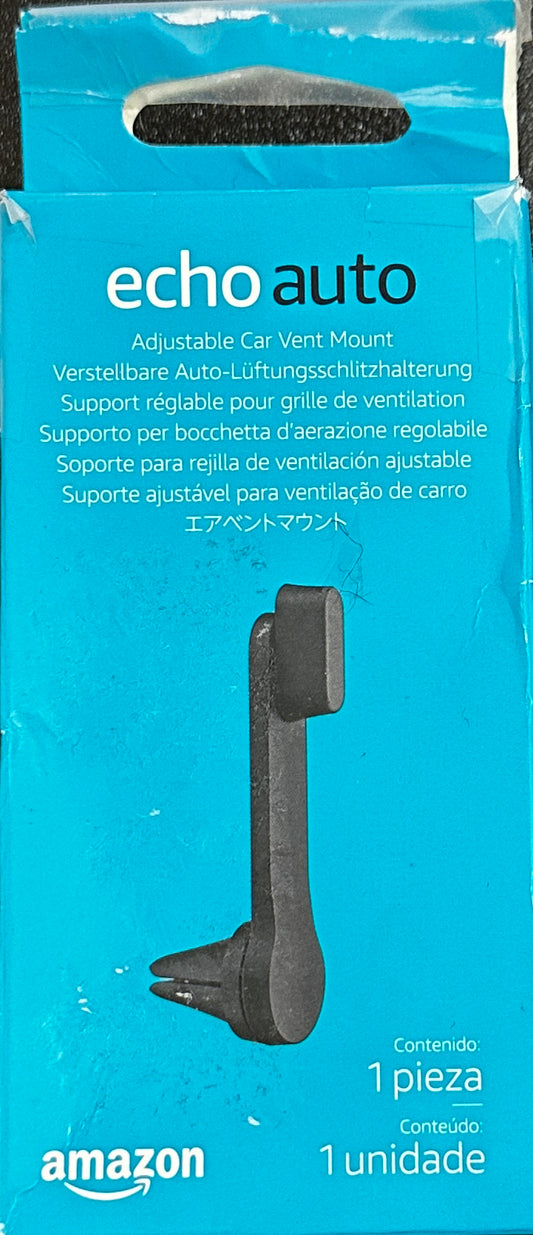 echo auto
Adjustable Car Vent Mount
Verstellbare Auto-Lüftungsschlitzhalterung
Support réglable pour grille de ventilation
Supporto per bocchetta d'aerazione regolabile
Soporte para rejilla de ventilación ajustable
Suporte ajustável para ventilação de carro
エアベントマウント
Contenido:
1 pieza
Conteúdo:
1 unidade
amazon